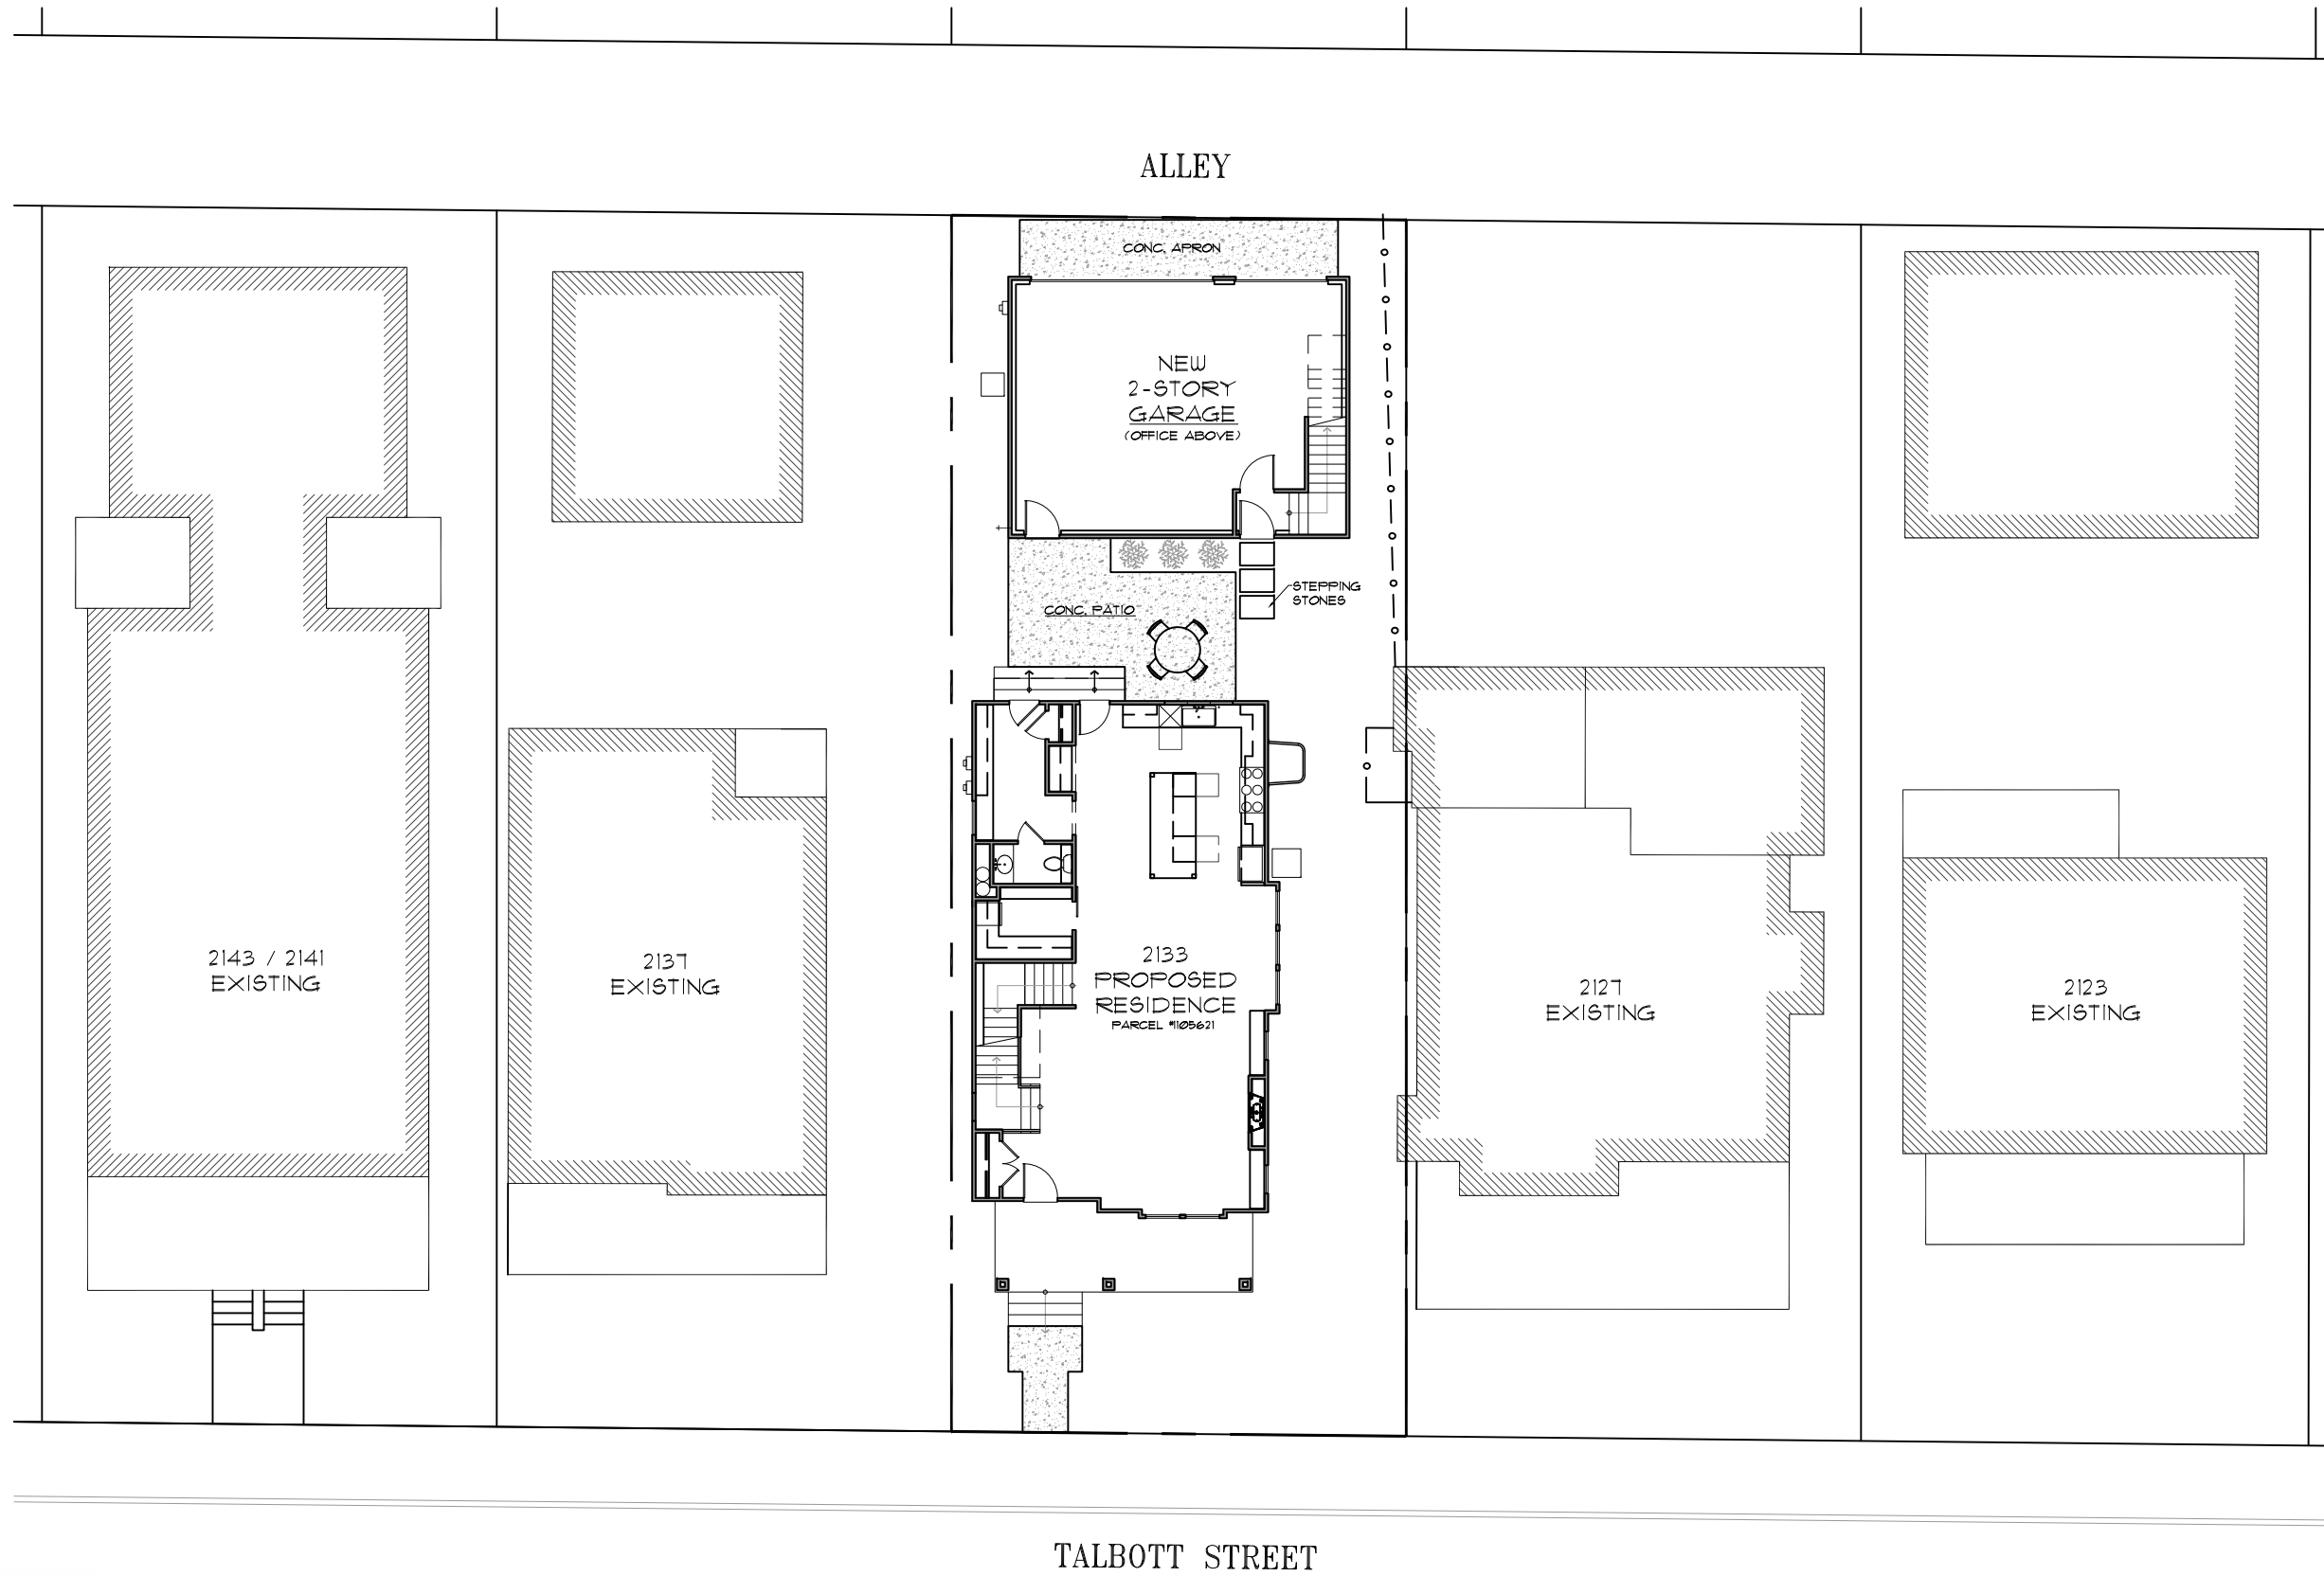 ALLEY
CONC. APRON
NEW
2-STORY
GARAGE
(OFFICE ABOVE)
STEPPING
STONES
CONC. PATIO
2143 / 2141
EXISTING
2137
EXISTING
2133
PROPOSED
RESIDENCE
PARCEL #1105621
2127
EXISTING
2123
EXISTING
TALBOTT STREET